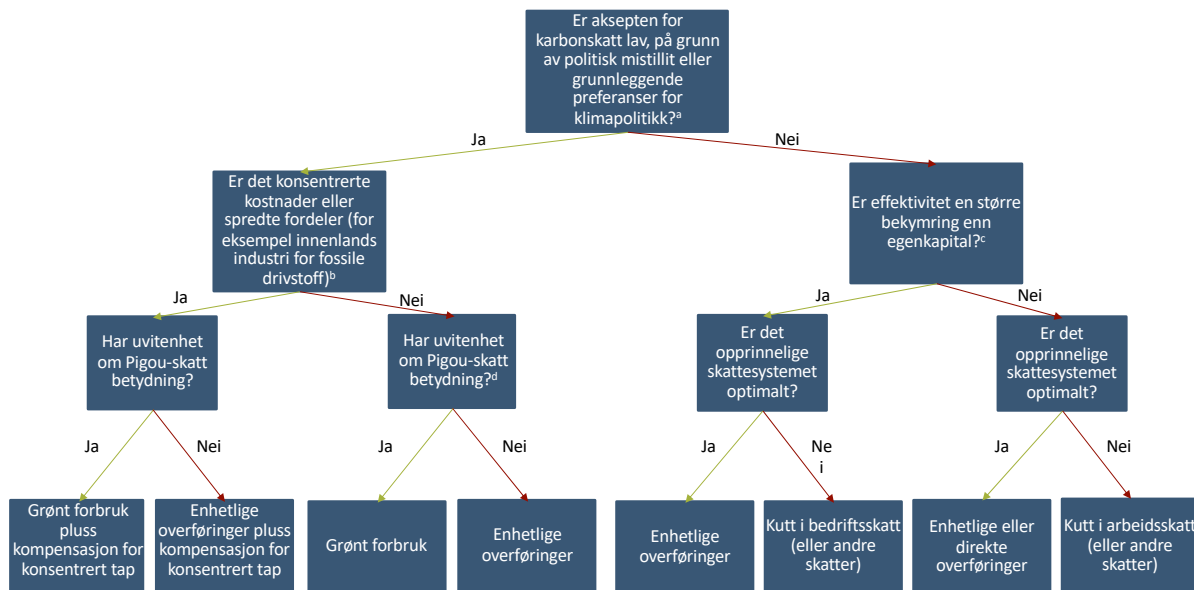 Er aksepten for
karbonskatt lav, på grunn
av politisk mistillit eller
grunnleggende
preferanser for
klimapolitikk?ᵃ
Ja
Nei
Er det konsentrerte
kostnader eller
spredte fordeler (for
eksempel innenlands
industri for fossile
drivstoff)ᵇ
Er effektivitet en større
bekymring enn
egenkapital?ᶜ
Ja
Nei
Ja
Nei
Har uvitenhet
om Pigou-skatt
betydning?
Har uvitenhet
om Pigou-skatt
betydning?ᵈ
Er det
opprinnelige
skattesystemet
optimalt?
Er det
opprinnelige
skattesystemet
optimalt?
Ja
Nei
Ja
Nei
Ja
Ne
i
Ja
Nei
Grønt forbruk
pluss
kompensasjon for
konsentrert tap
Enhetlige
overføringer pluss
kompensasjon for
konsentrert tap
Grønt forbruk
Enhetlige
overføringer
Enhetlige
overføringer
Kutt i bedriftsskatt
(eller andre
skatter)
Enhetlige eller
direkte
overføringer
Kutt i arbeidsskatt
(eller andre
skatter)